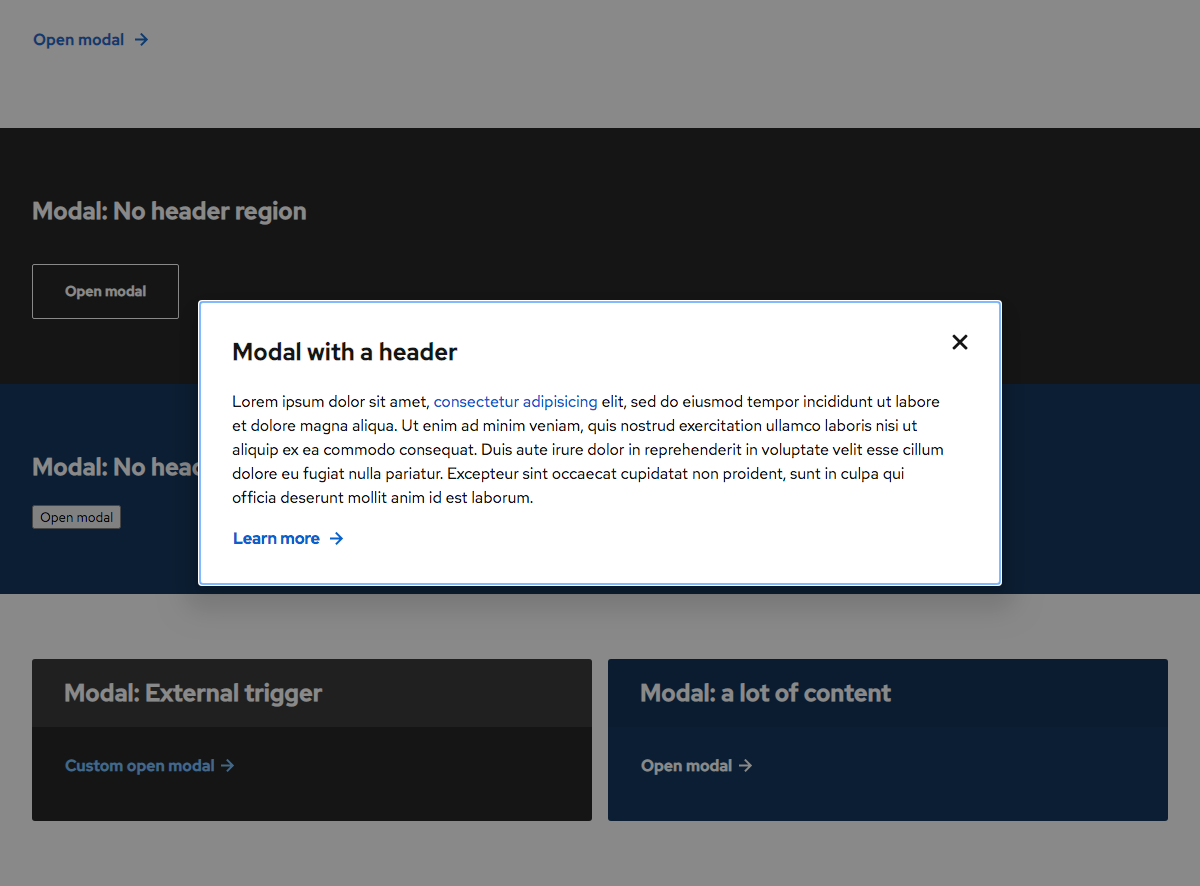 Open modal
Modal: No header region
Open modal
Modal with a header
Lorem ipsum dolor sit amet, consectetur adipisicing elit, sed do eiusmod tempor incididunt ut labore
et dolore magna aliqua. Ut enim ad minim veniam, quis nostrud exercitation ullamco laboris nisi ut
aliquip ex ea commodo consequat. Duis aute irure dolor in reprehenderit in voluptate velit esse cillum
dolore eu fugiat nulla pariatur. Excepteur sint occaecat cupidatat non proident, sunt in culpa qui
officia deserunt mollit anim id est laborum.
Learn more
Modal: No
Open modal
Modal: External trigger
Custom open modal
Modal: a lot of content
Open modal